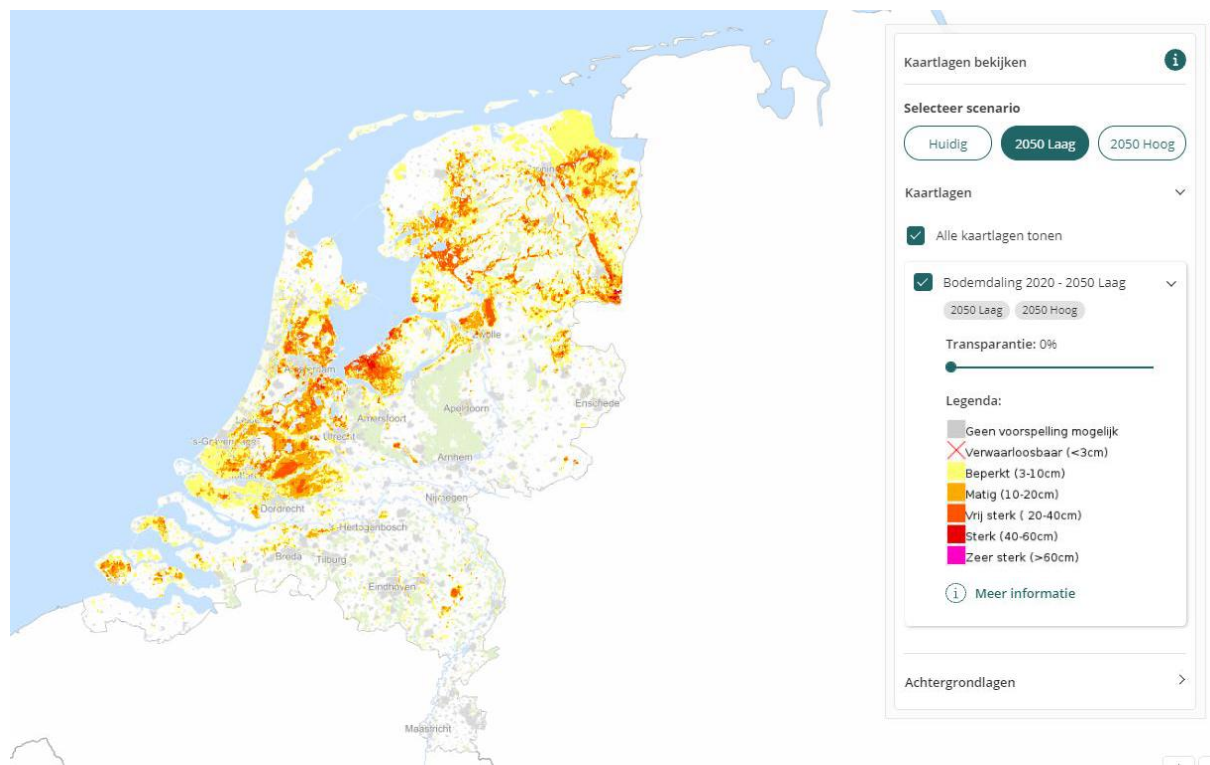 Kaartlagen bekijken
Selecteer scenario
Huidig
2050 Laag
2050 Hoog
Kaartlagen
Alle kaartlagen tonen
Bodemdaling 2020 - 2050 Laag
2050 Laag
2050 Hoog
Transparantie: 0%
Legenda:
Geen voorspelling mogelijk
Verwaarloosbaar (<3cm)
Beperkt (3-10cm)
Matig (10-20cm)
Vrij sterk ( 20-40cm)
Sterk (40-60cm)
Zeer sterk (>60cm)
Meer informatie
Achtergrondlagen
Enschede
Apeldoorn
Amersfoort
Utrecht
Arnhem
Nijmegen
Dordrecht
's-Hertogenbosch
Breda
Tilburg
Eindhoven
Maastricht